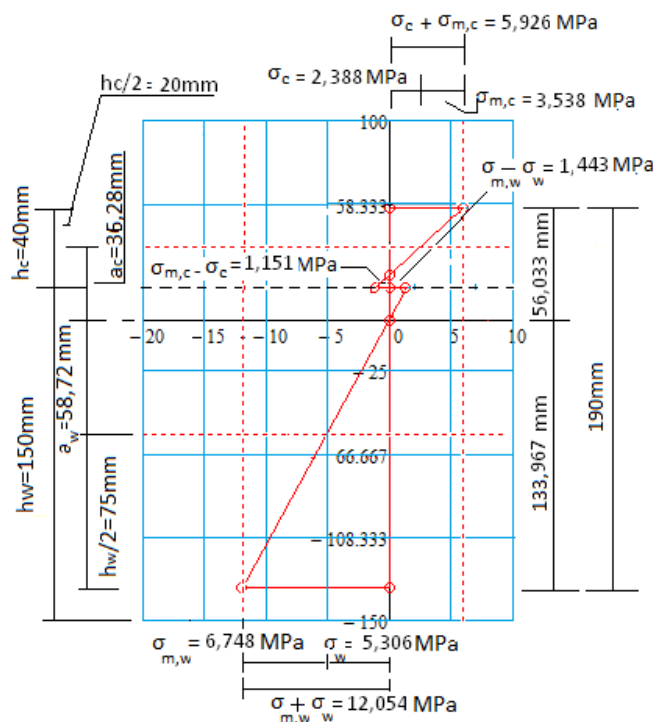 σc + σm,c = 5,926 MPa
σc = 2,388 MPa
hc/2 = 20mm
σm,c = 3,538 MPa
100
σm,w − σw = 1,443 MPa
58.333
hc=40mm
ac=36,28mm
σm,c - σc = 1,151 MPa
56,033 mm
−20
−15
−10
−5
0
5
10
−25
aw=58,72 mm
190mm
hw=150mm
133,967 mm
−66.667
hw/2=75mm
−108.333
−150
σm,w = 6,748 MPa
σw = 5,306 MPa
σm,w + σw = 12,054 MPa